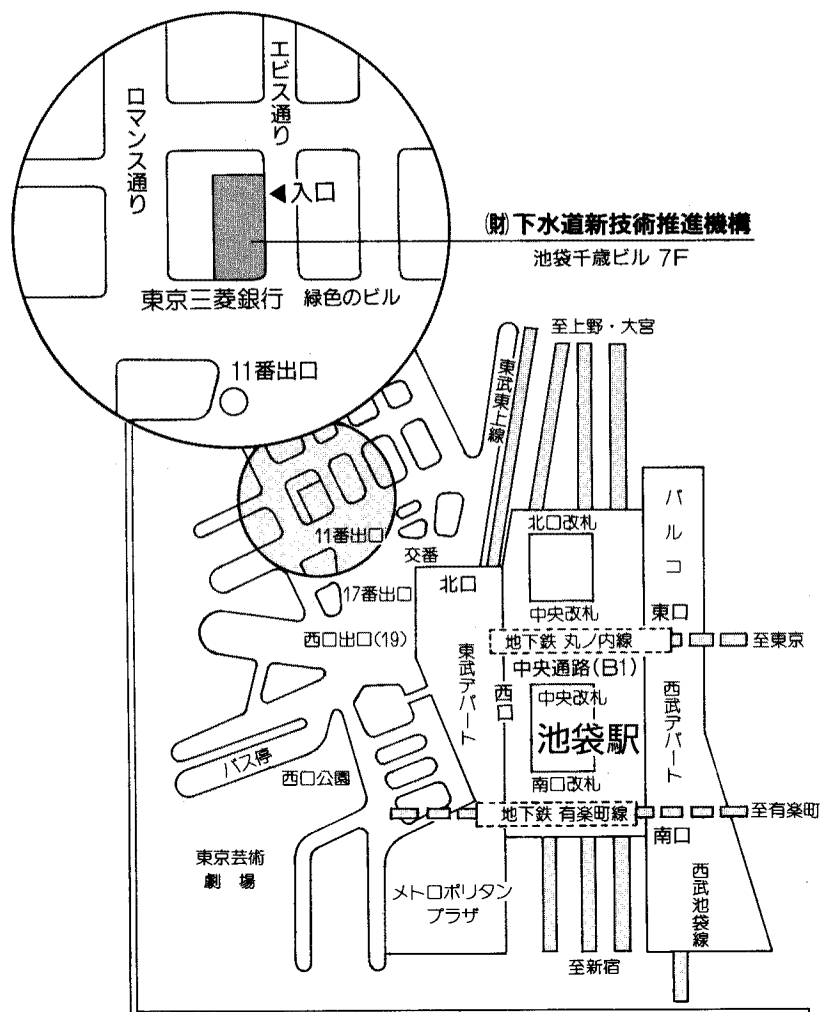 エビス通り
ロマンス通り
入口
(財)下水道新技術推進機構
池袋千歳ビル 7F
東京三菱銀行
緑色のビル
11番出口
至上野・大宮
東武東上線
パルコ
北口改札
11番出口
交番
北口
17番出口
中央改札
東口
西口出口(19)
地下鉄 丸ノ内線
至東京
中央通路(B1)
東武デパート
西口
中央改札
西武デパート
池袋駅
バス停
西口公園
南口改札
地下鉄 有楽町線
至有楽町
南口
東京芸術
劇場
メトロポリタン
プラザ
西武池袋線
至新宿